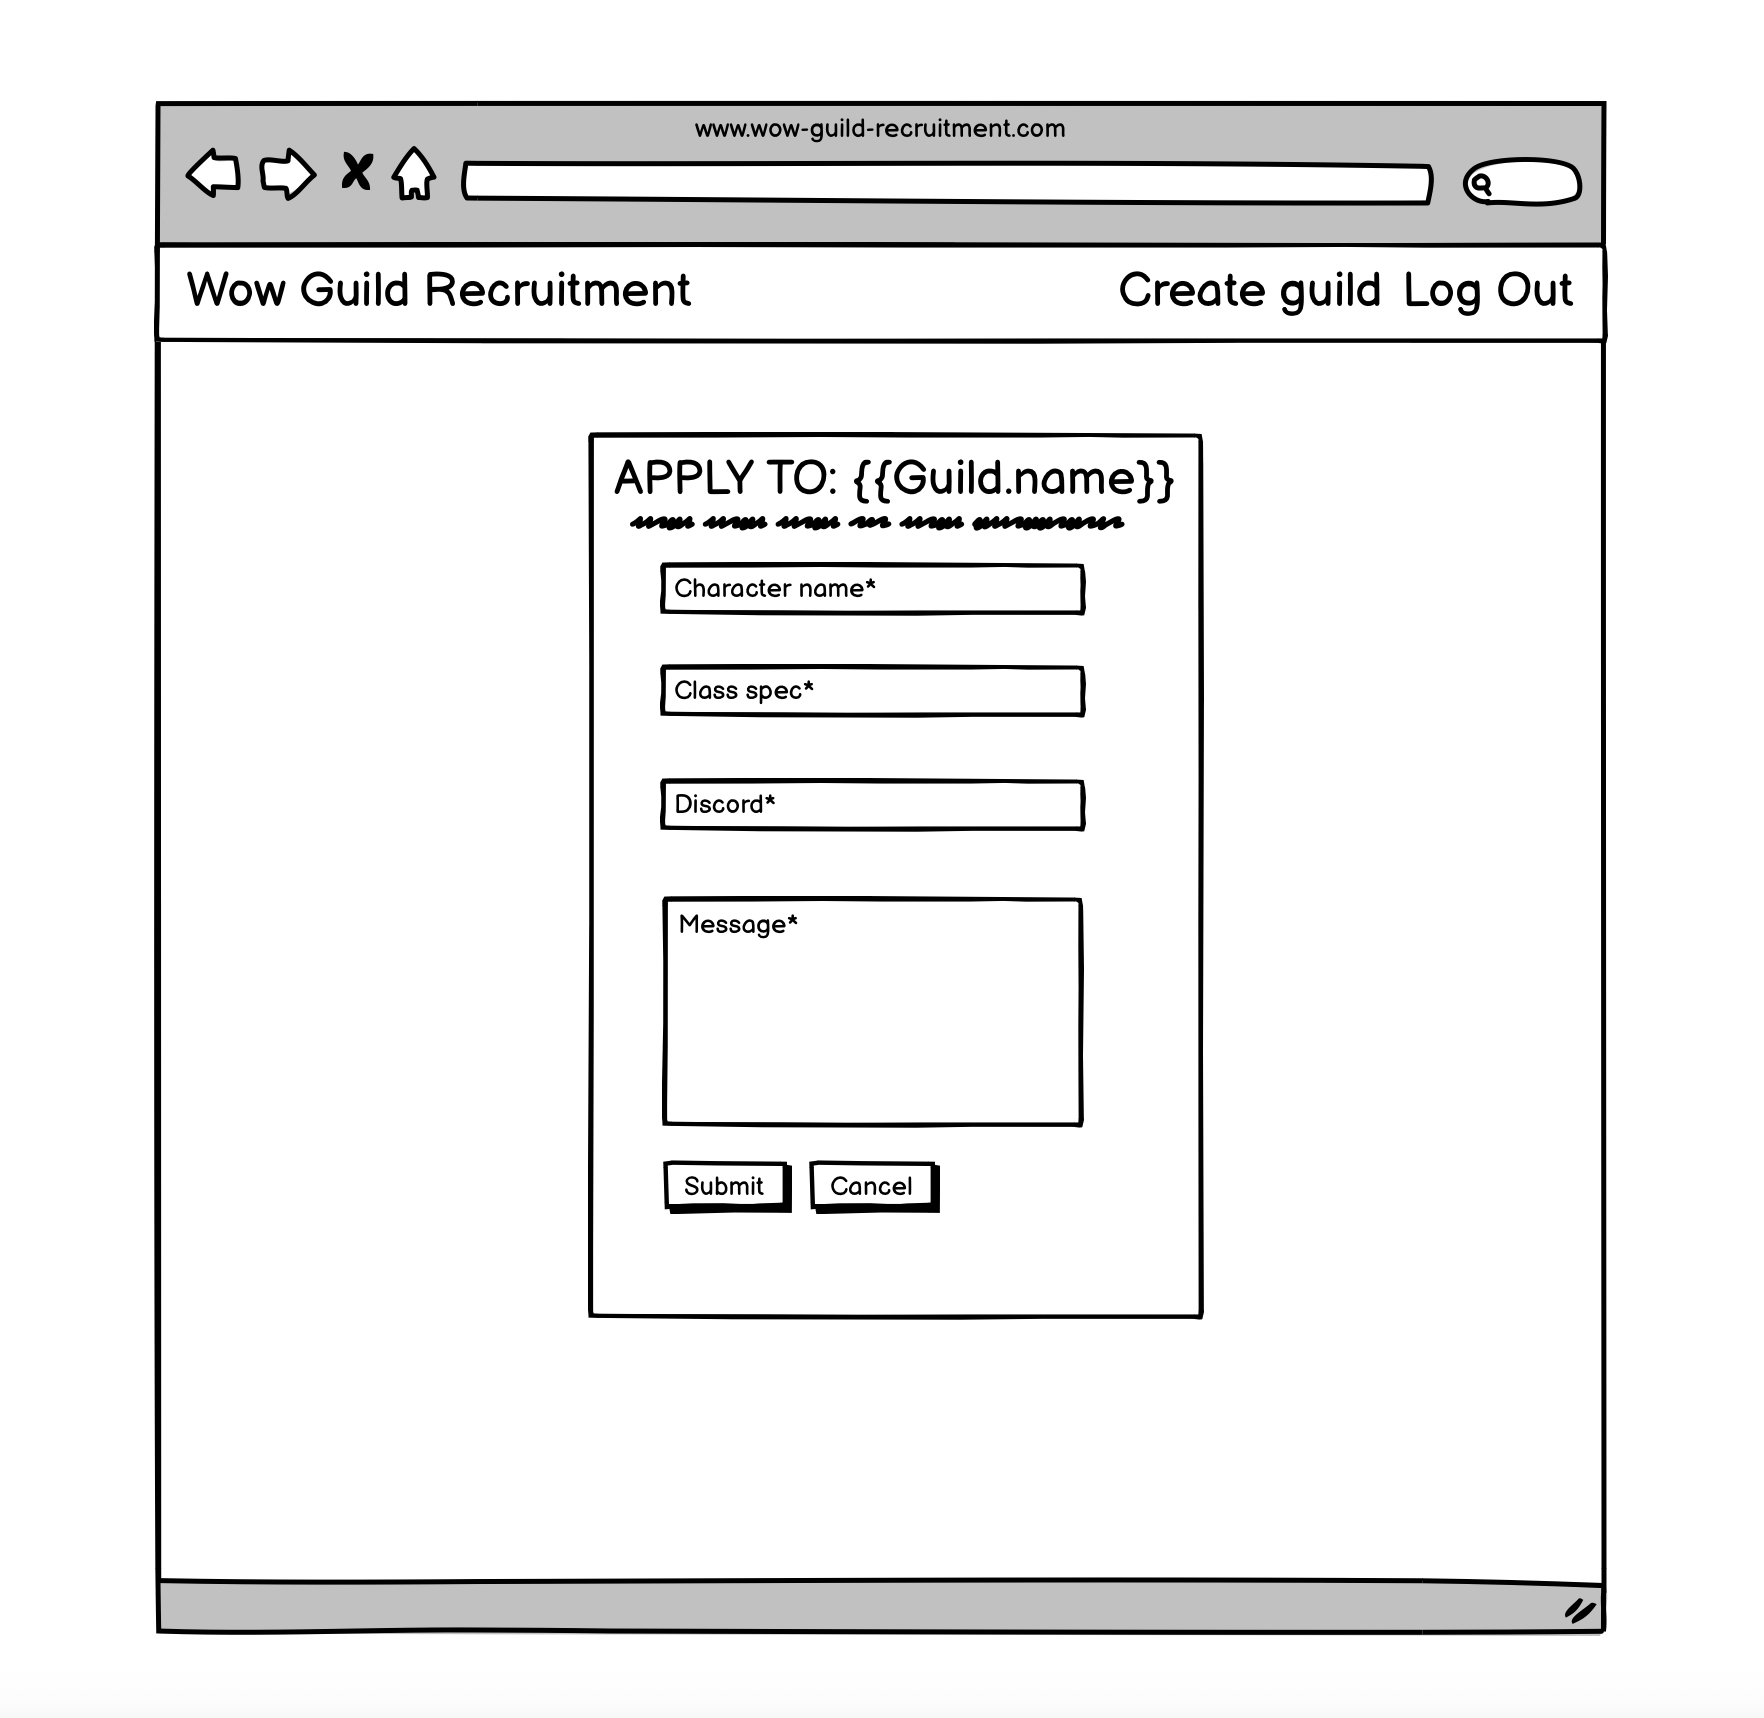 www.wow-guild-recruitment.com
Wow Guild Recruitment
Create guild Log Out
APPLY TO: {{Guild.name}}
Character name*
Class spec*
Discord*
Message*
Submit
Cancel